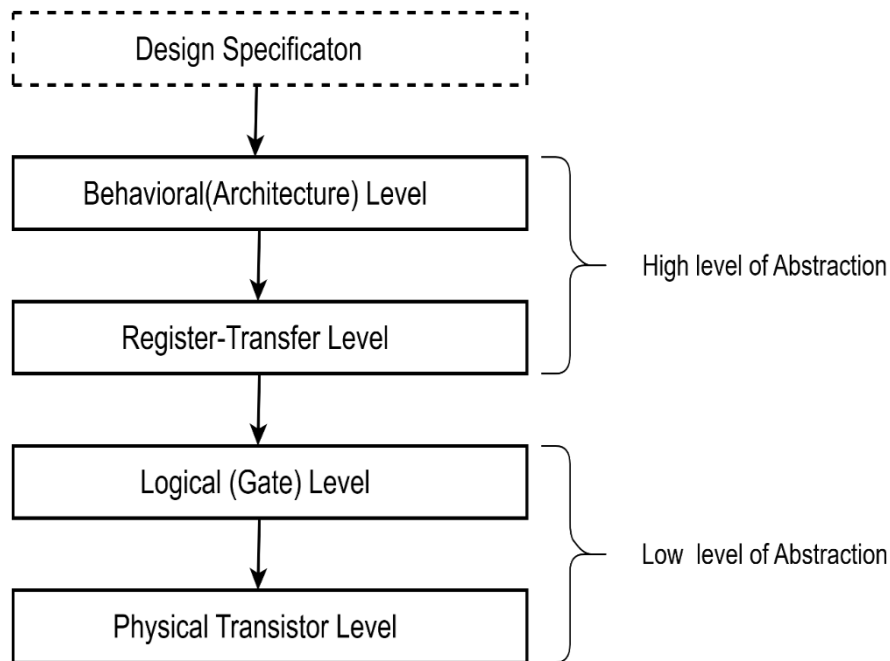 Design Specificaton
Behavioral(Architecture) Level
High level of Abstraction
Register-Transfer Level
Logical (Gate) Level
Low level of Abstraction
Physical Transistor Level